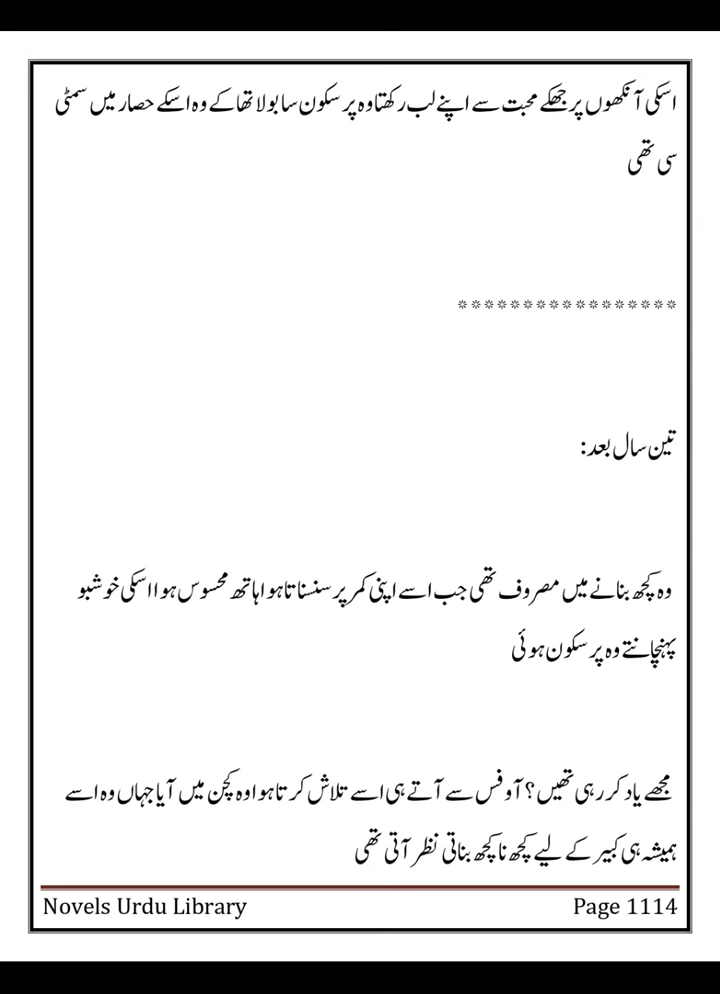 اسکی آنکھوں پر جھکے محبت سے اپنے لب رکھتا وہ پر سکون سا بولا تھا کے وہ اسکے حصار میں سمٹی
سی تھی
*****************
تین سال بعد:
وہ کچھ بنانے میں مصروف تھی جب اسے اپنی کمر پر سنسناتا ہوا ہاتھ محسوس ہوا اسکی خوشبو
پہنچانتے وہ پر سکون ہوئی
مجھے یاد کر رہی تھیں؟ آوفس سے آتے ہی اسے تلاش کرتا ہوا وہ کچن میں آیا جہاں وہ اسے
ہمیشہ ہی کبیر کے لیے کچھ نا کچھ بناتی نظر آتی تھی
Novels Urdu Library Page 1114